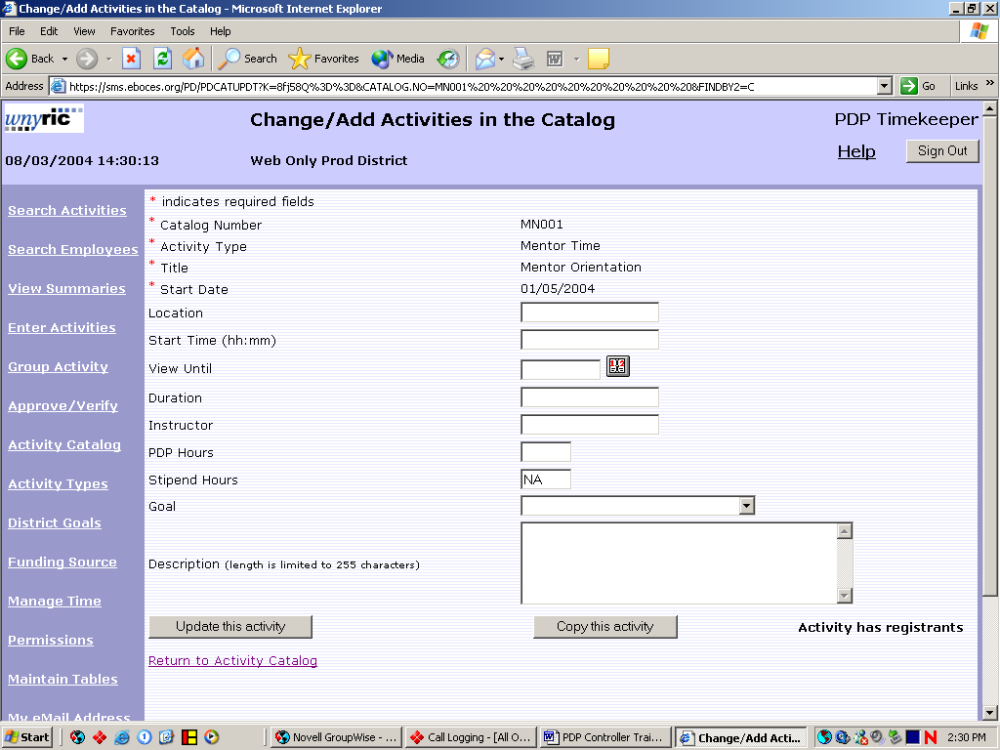 Change/Add Activities in the Catalog - Microsoft Internet Explorer
File Edit View Favorites Tools Help
Back Search Favorites Media
Address https://sms.eboces.org/PD/PDCATUPDT?K=8fj58Q%3D%3D&CATALOG.NO=MN001%20%20%20%20%20%20%20%20%20%20&FINDBY2=C Go Links »
wnyric Change/Add Activities in the Catalog PDP Timekeeper
Help Sign Out
08/03/2004 14:30:13 Web Only Prod District
Search Activities
Search Employees
View Summaries
Enter Activities
Group Activity
Approve/Verify
Activity Catalog
Activity Types
District Goals
Funding Source
Manage Time
Permissions
Maintain Tables
My eMail Address
* indicates required fields
* Catalog Number MN001
* Activity Type Mentor Time
* Title Mentor Orientation
* Start Date 01/05/2004
Location
Start Time (hh:mm)
View Until
Duration
Instructor
PDP Hours
Stipend Hours NA
Goal
Description (length is limited to 255 characters)
Update this activity Copy this activity Activity has registrants
Return to Activity Catalog
Start Novell GroupWise - ... Call Logging - [All O... PDP Controller Trai... Change/Add Acti... 2:30 PM